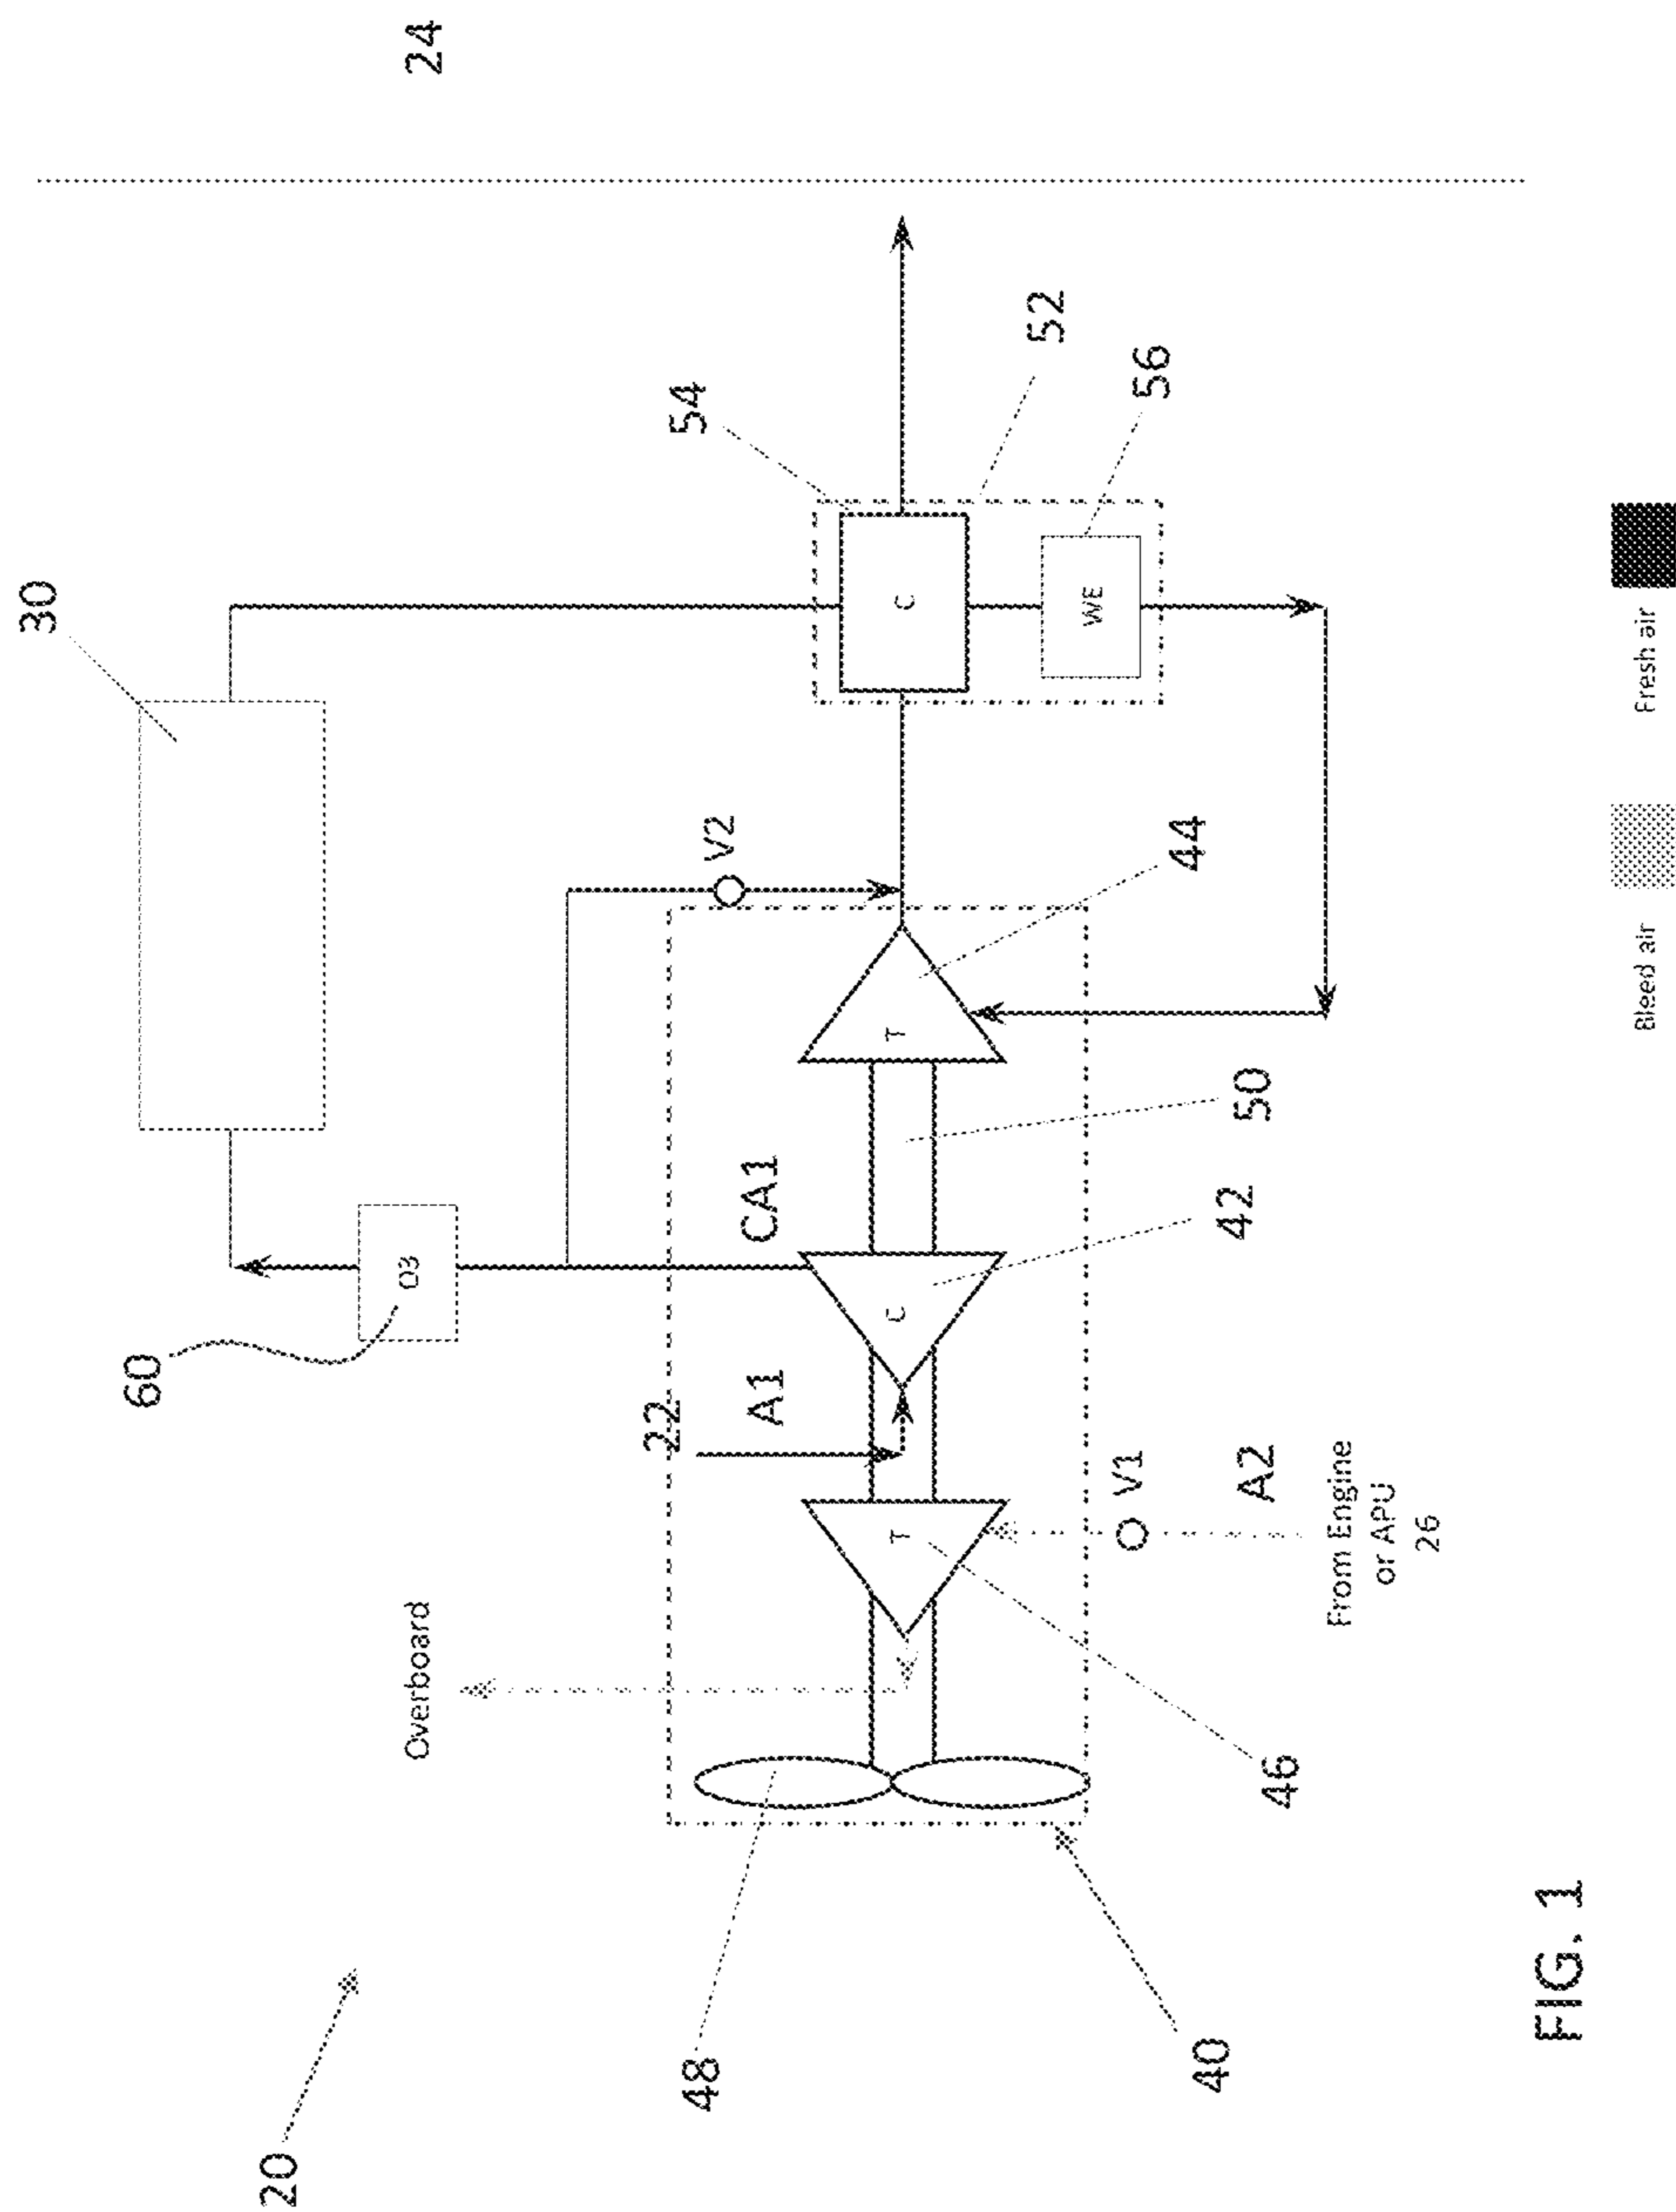 30
60
20
Overboard
O3
24
22
54
48
V2
A1
CA1
T
C
T
C
52
WE
V1
56
44
40
42
A2
50
46
From Engine
or APU
26
FIG. 1
Bleed air
Fresh air